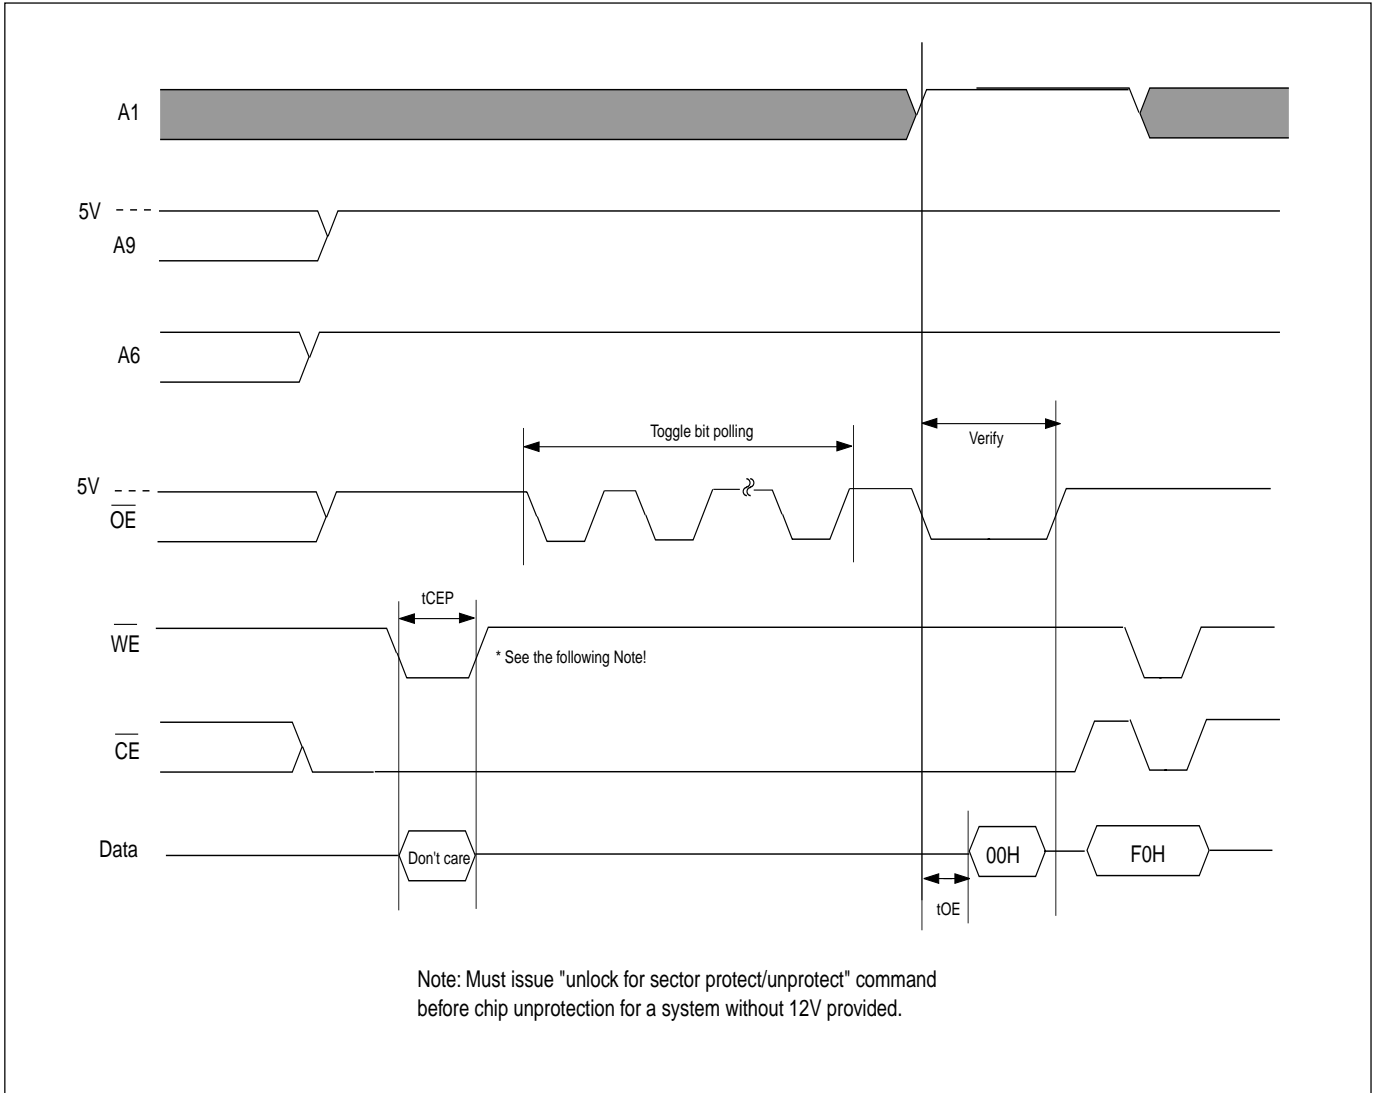 A1
5V
A9
A6
Toggle bit polling
Verify
5V
OE
tCEP
WE
* See the following Note!
CE
Data
Don't care
00H
F0H
tOE
Note: Must issue "unlock for sector protect/unprotect" command
before chip unprotection for a system without 12V provided.